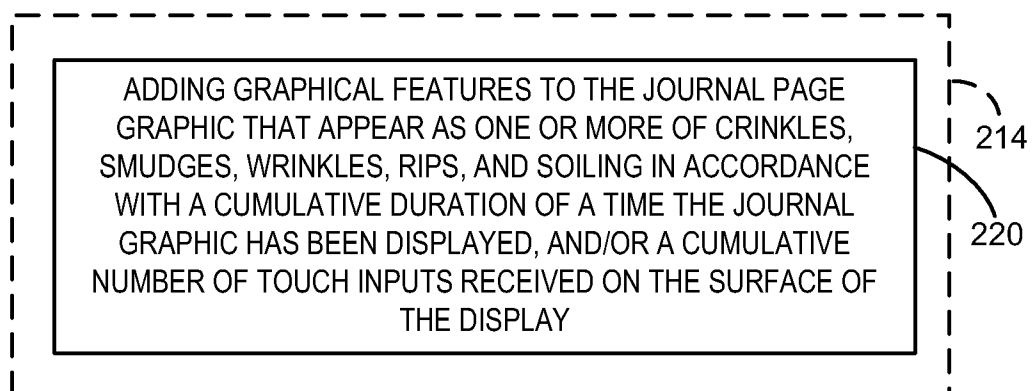 ADDING GRAPHICAL FEATURES TO THE JOURNAL PAGE
GRAPHIC THAT APPEAR AS ONE OR MORE OF CRINKLES,
SMUDGES, WRINKLES, RIPS, AND SOILING IN ACCORDANCE
WITH A CUMULATIVE DURATION OF A TIME THE JOURNAL
GRAPHIC HAS BEEN DISPLAYED, AND/OR A CUMULATIVE
NUMBER OF TOUCH INPUTS RECEIVED ON THE SURFACE OF
THE DISPLAY
214
220